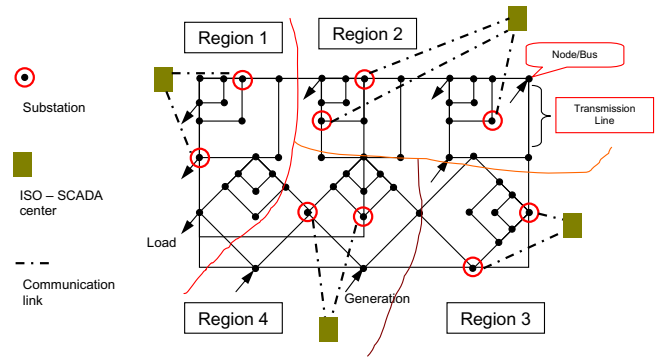 Region 1
Region 2
Node/Bus
Substation
Transmission
Line
ISO – SCADA
center
Load
Communication
link
Generation
Region 4
Region 3